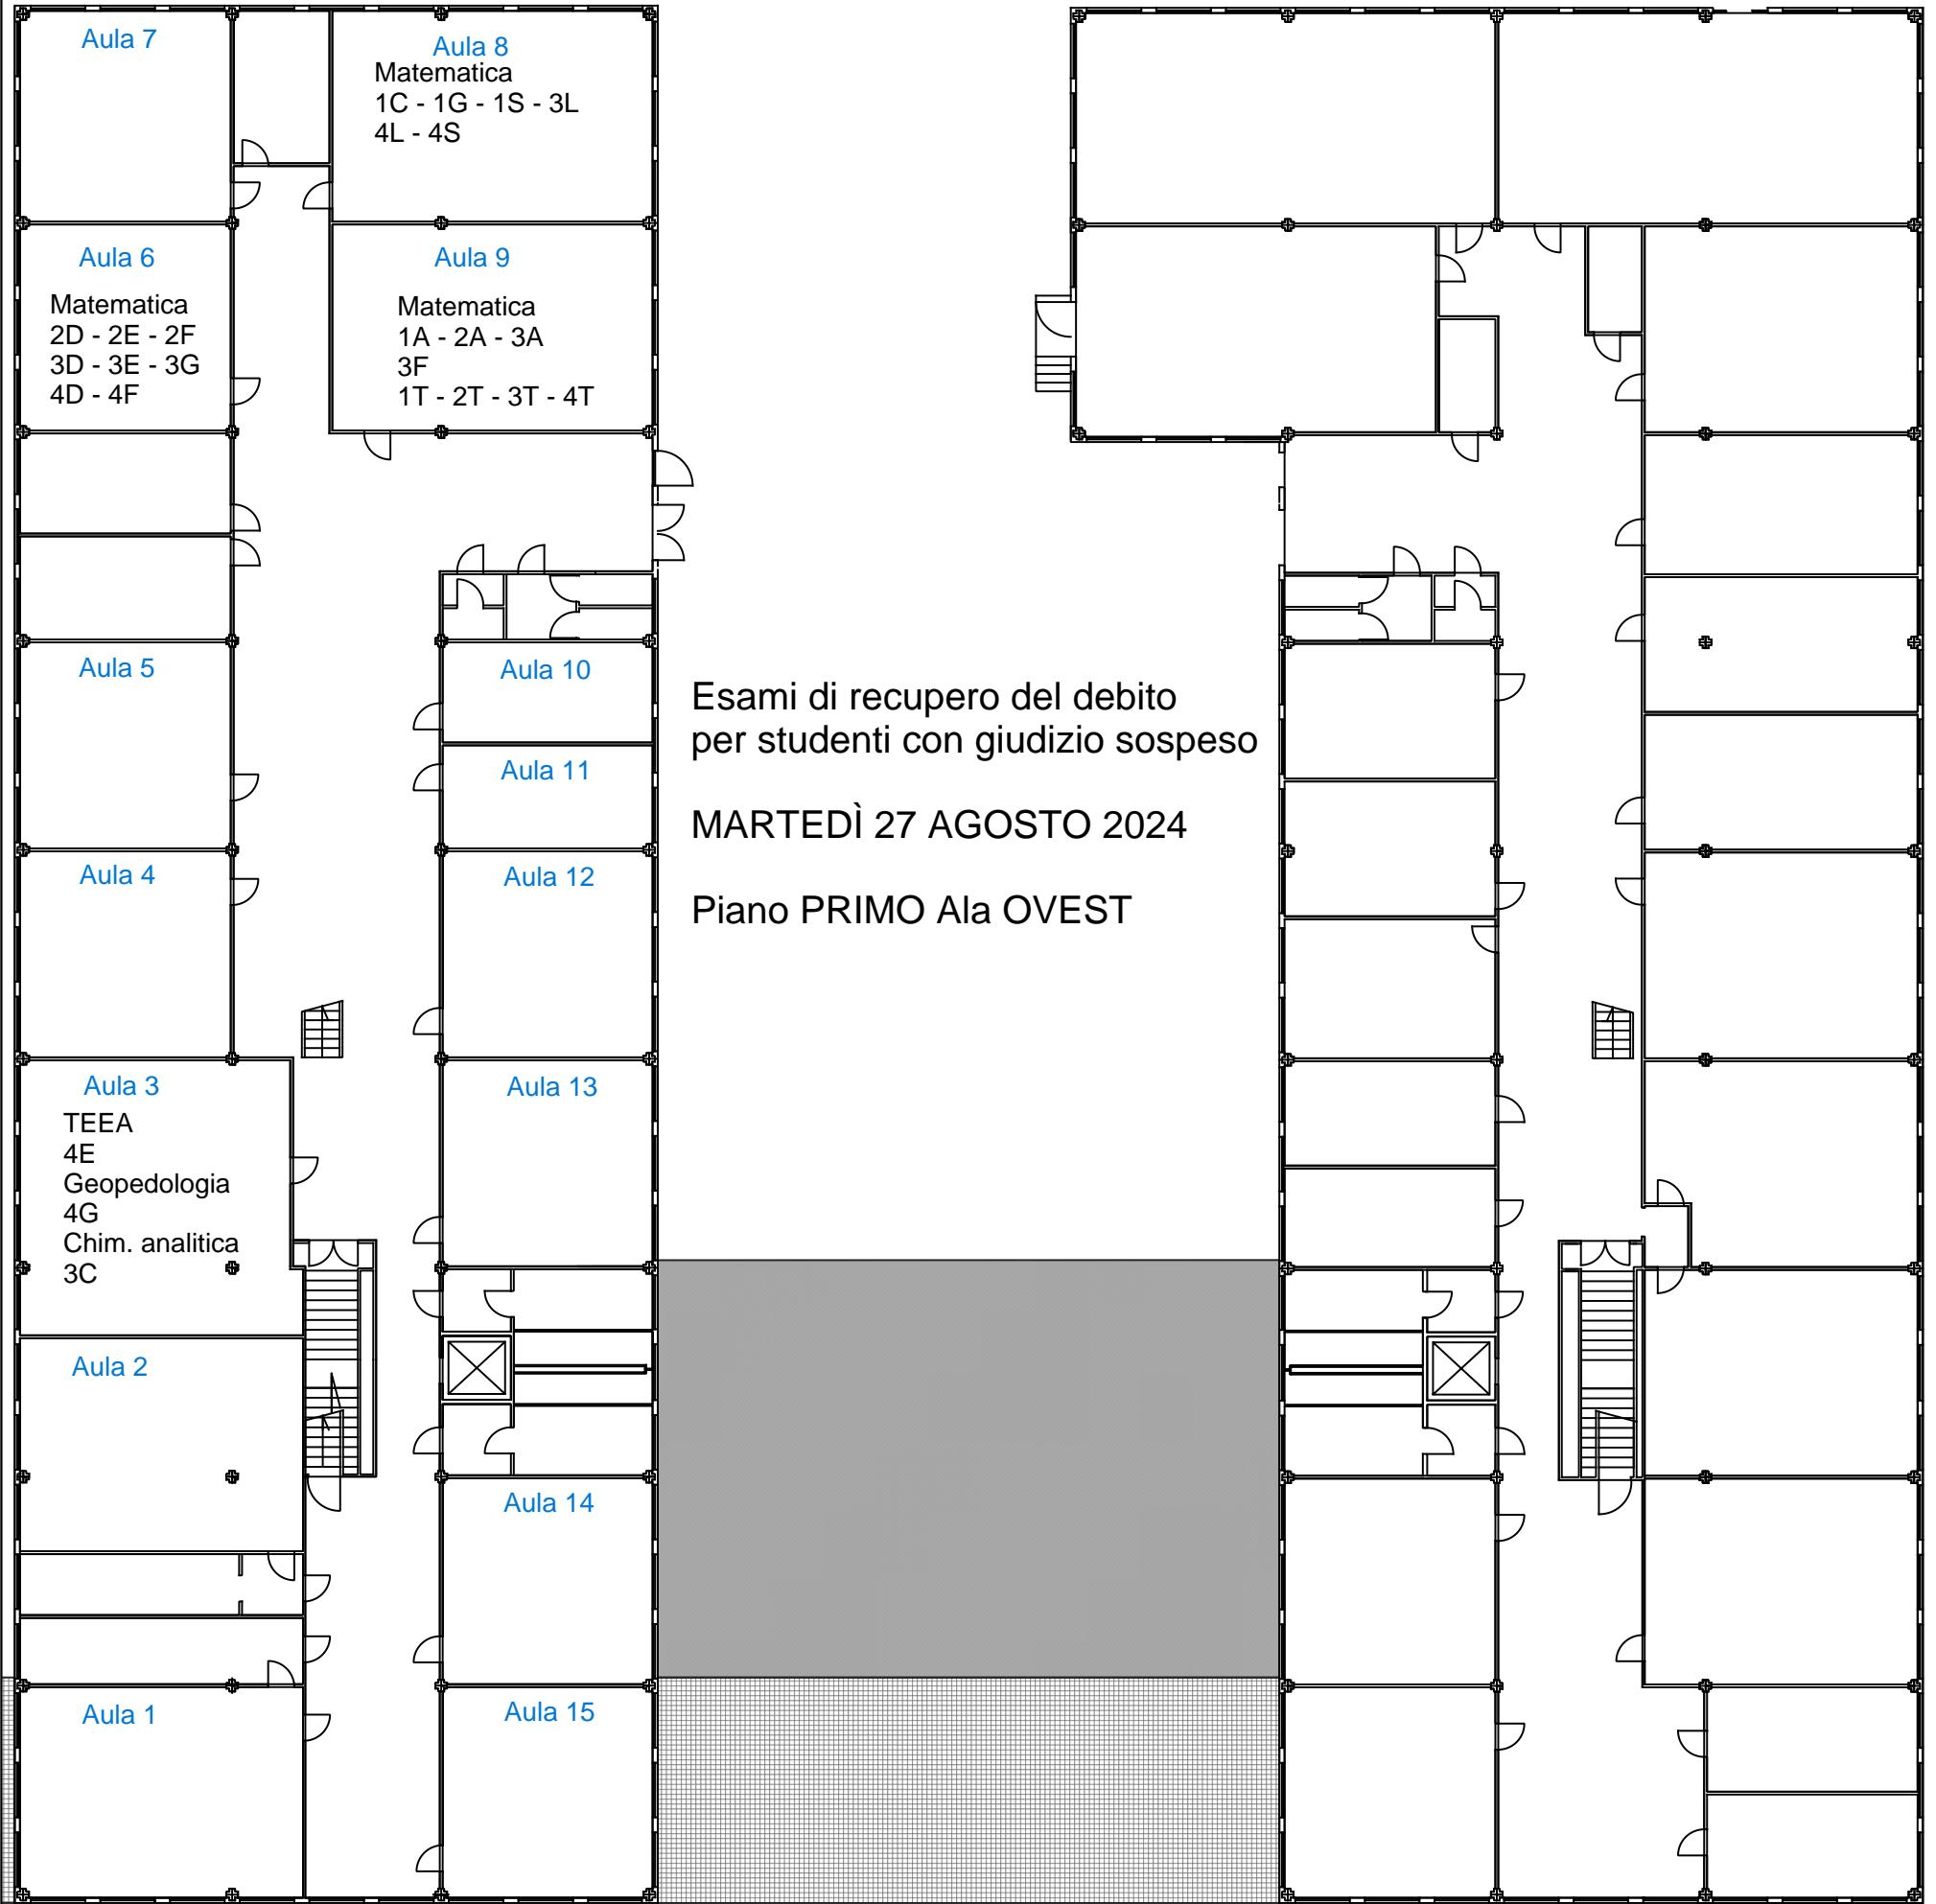 Aula 7
Aula 8
Matematica
1C - 1G - 1S - 3L
4L - 4S
Aula 6
Matematica
2D - 2E - 2F
3D - 3E - 3G
4D - 4F
Aula 9
Matematica
1A - 2A - 3A
3F
1T - 2T - 3T - 4T
Aula 5
Aula 10
Aula 11
Esami di recupero del debito
per studenti con giudizio sospeso
MARTEDÌ 27 AGOSTO 2024
Piano PRIMO Ala OVEST
Aula 4
Aula 12
Aula 3
TEEA
4E
Geopedologia
4G
Chim. analitica
3C
Aula 13
Aula 2
Aula 14
Aula 1
Aula 15